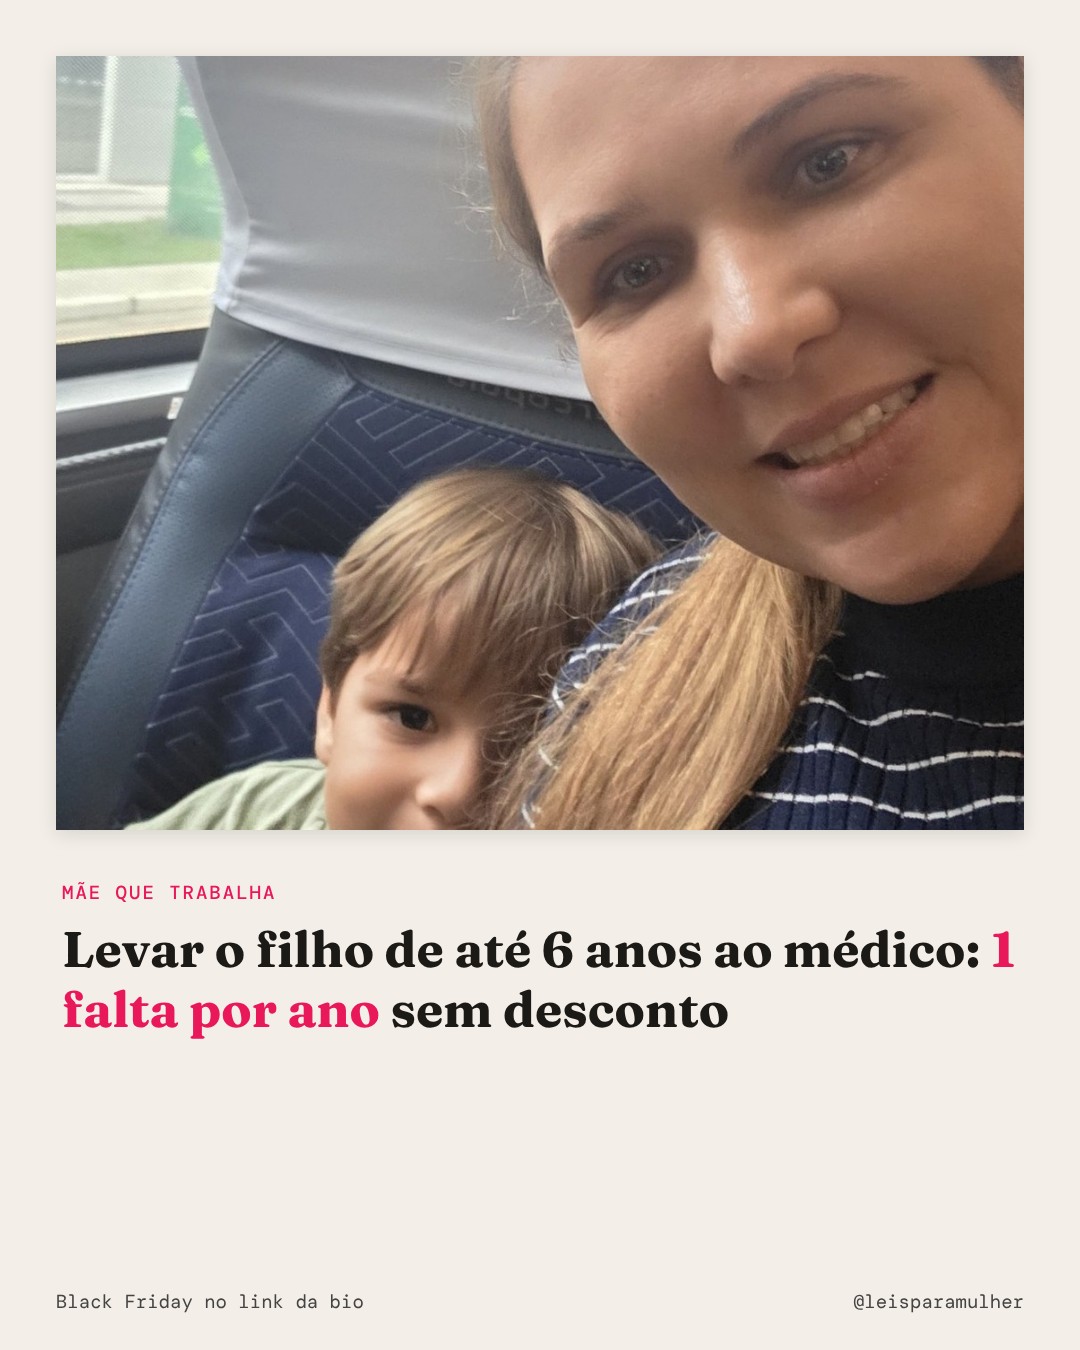 MÃE QUE TRABALHA
Levar o filho de até 6 anos ao médico: 1
falta por ano sem desconto
Black Friday no link da bio
@leisparamulher